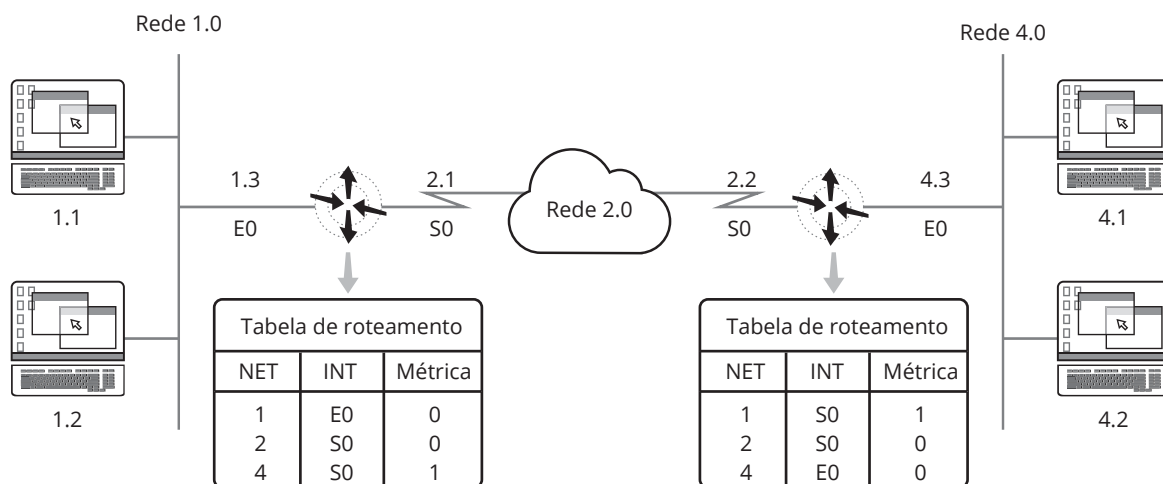 Rede 1.0
Rede 4.0
1.1
1.2
1.3
E0
2.1
S0
Rede 2.0
2.2
S0
4.3
E0
4.1
4.2
Tabela de roteamento
NET INT Métrica
1 E0 0
2 S0 0
4 S0 1
Tabela de roteamento
NET INT Métrica
1 S0 1
2 S0 0
4 E0 0